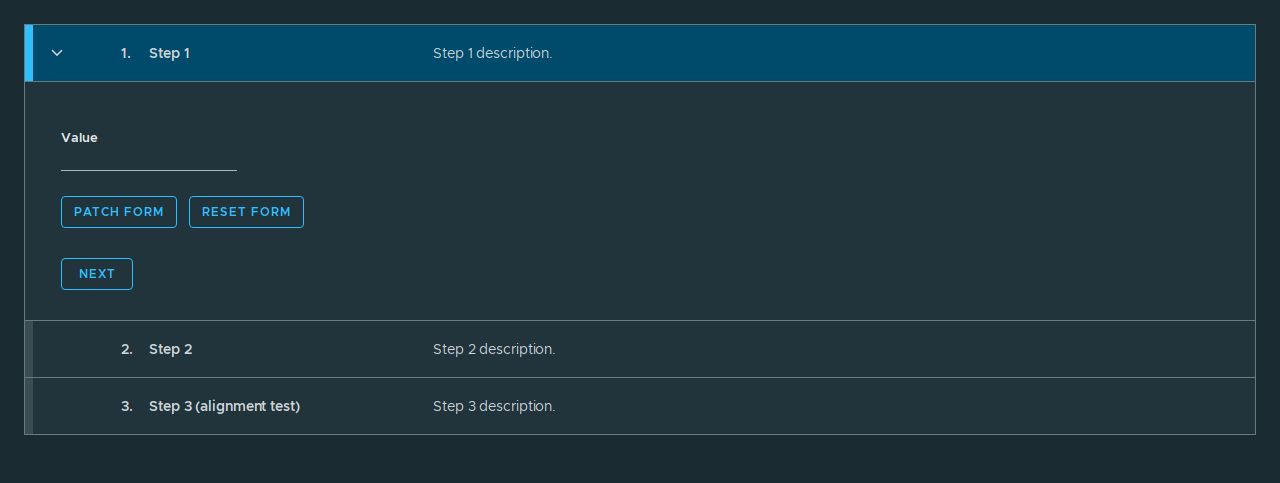 1. Step 1 Step 1 description.
Value
PATCH FORM RESET FORM
NEXT
2. Step 2 Step 2 description.
3. Step 3 (alignment test) Step 3 description.